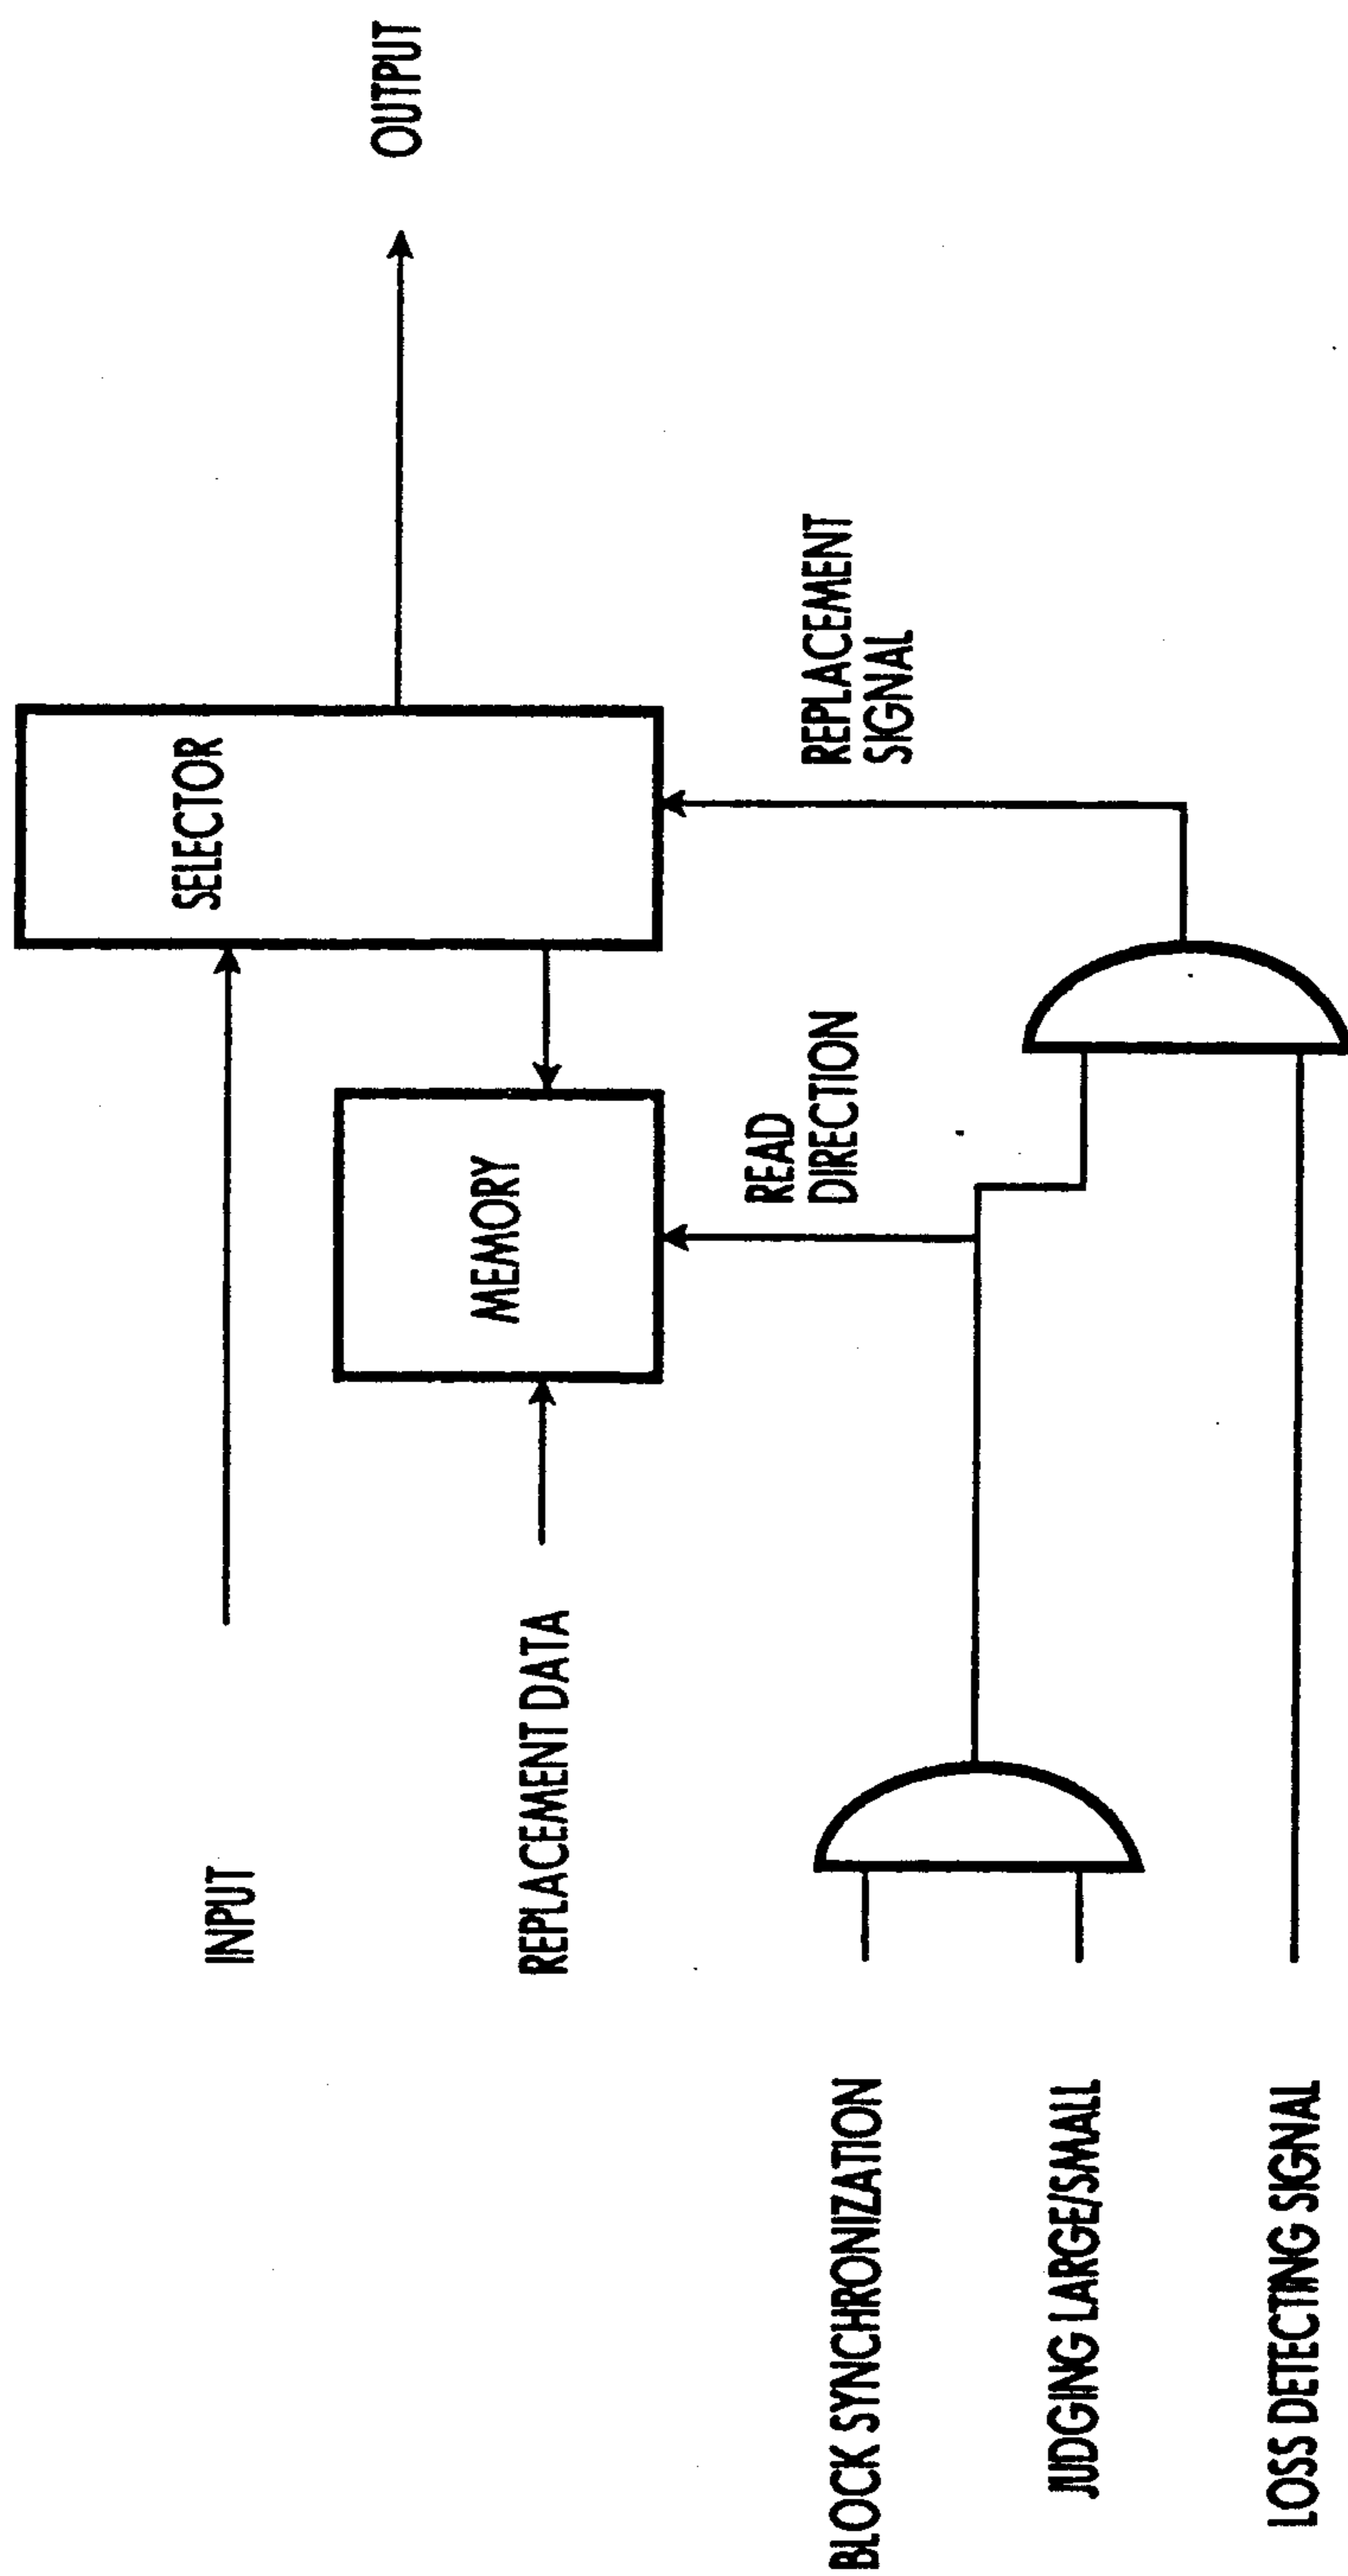 INPUT
SELECTOR
OUTPUT
REPLACEMENT DATA
MEMORY
READ
DIRECTION
REPLACEMENT
SIGNAL
BLOCK SYNCHRONIZATION
JUDGING LARGE/SMALL
LOSS DETECTING SIGNAL